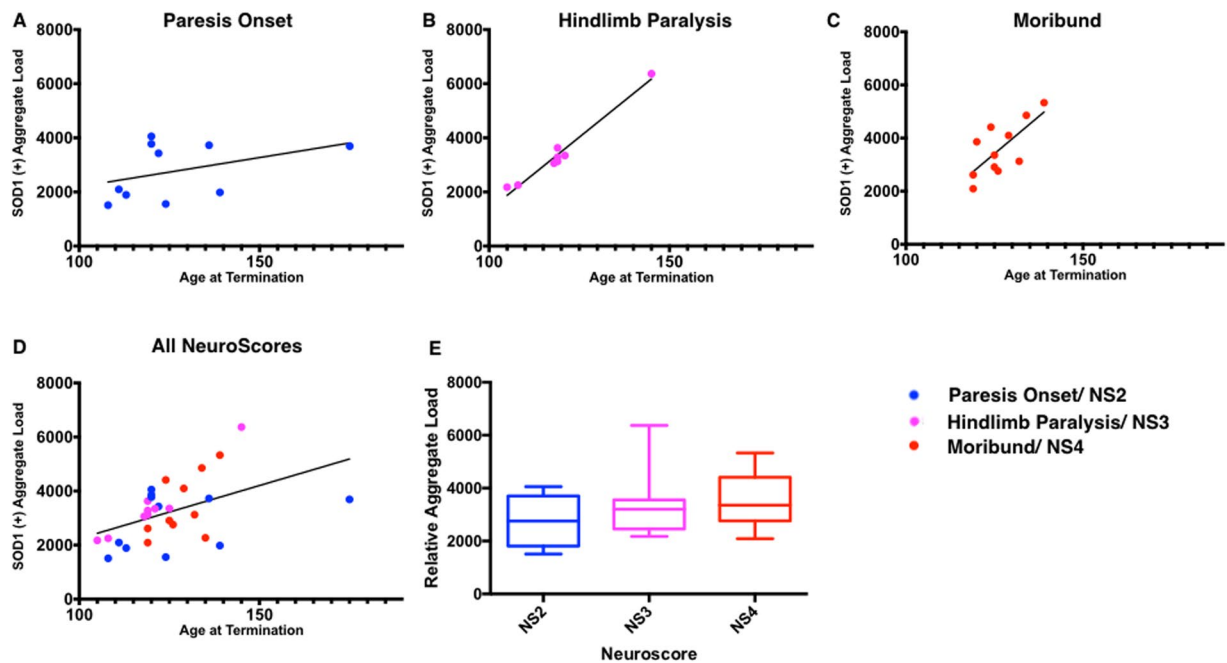 A Paresis Onset
SOD1 (+) Aggregate Load
8000
6000
4000
2000
0
100 150
Age at Termination
B Hindlimb Paralysis
SOD1 (+) Aggregate Load
8000
6000
4000
2000
0
100 150
Age at Termination
C Moribund
SOD1 (+) Aggregate Load
8000
6000
4000
2000
0
100 150
Age at Termination
D All NeuroScores
SOD1 (+) Aggregate Load
8000
6000
4000
2000
0
100 150
Age at Termination
E
Relative Aggregate Load
8000
6000
4000
2000
0
NS2 NS3 NS4
Neuroscore
Paresis Onset/ NS2
Hindlimb Paralysis/ NS3
Moribund/ NS4